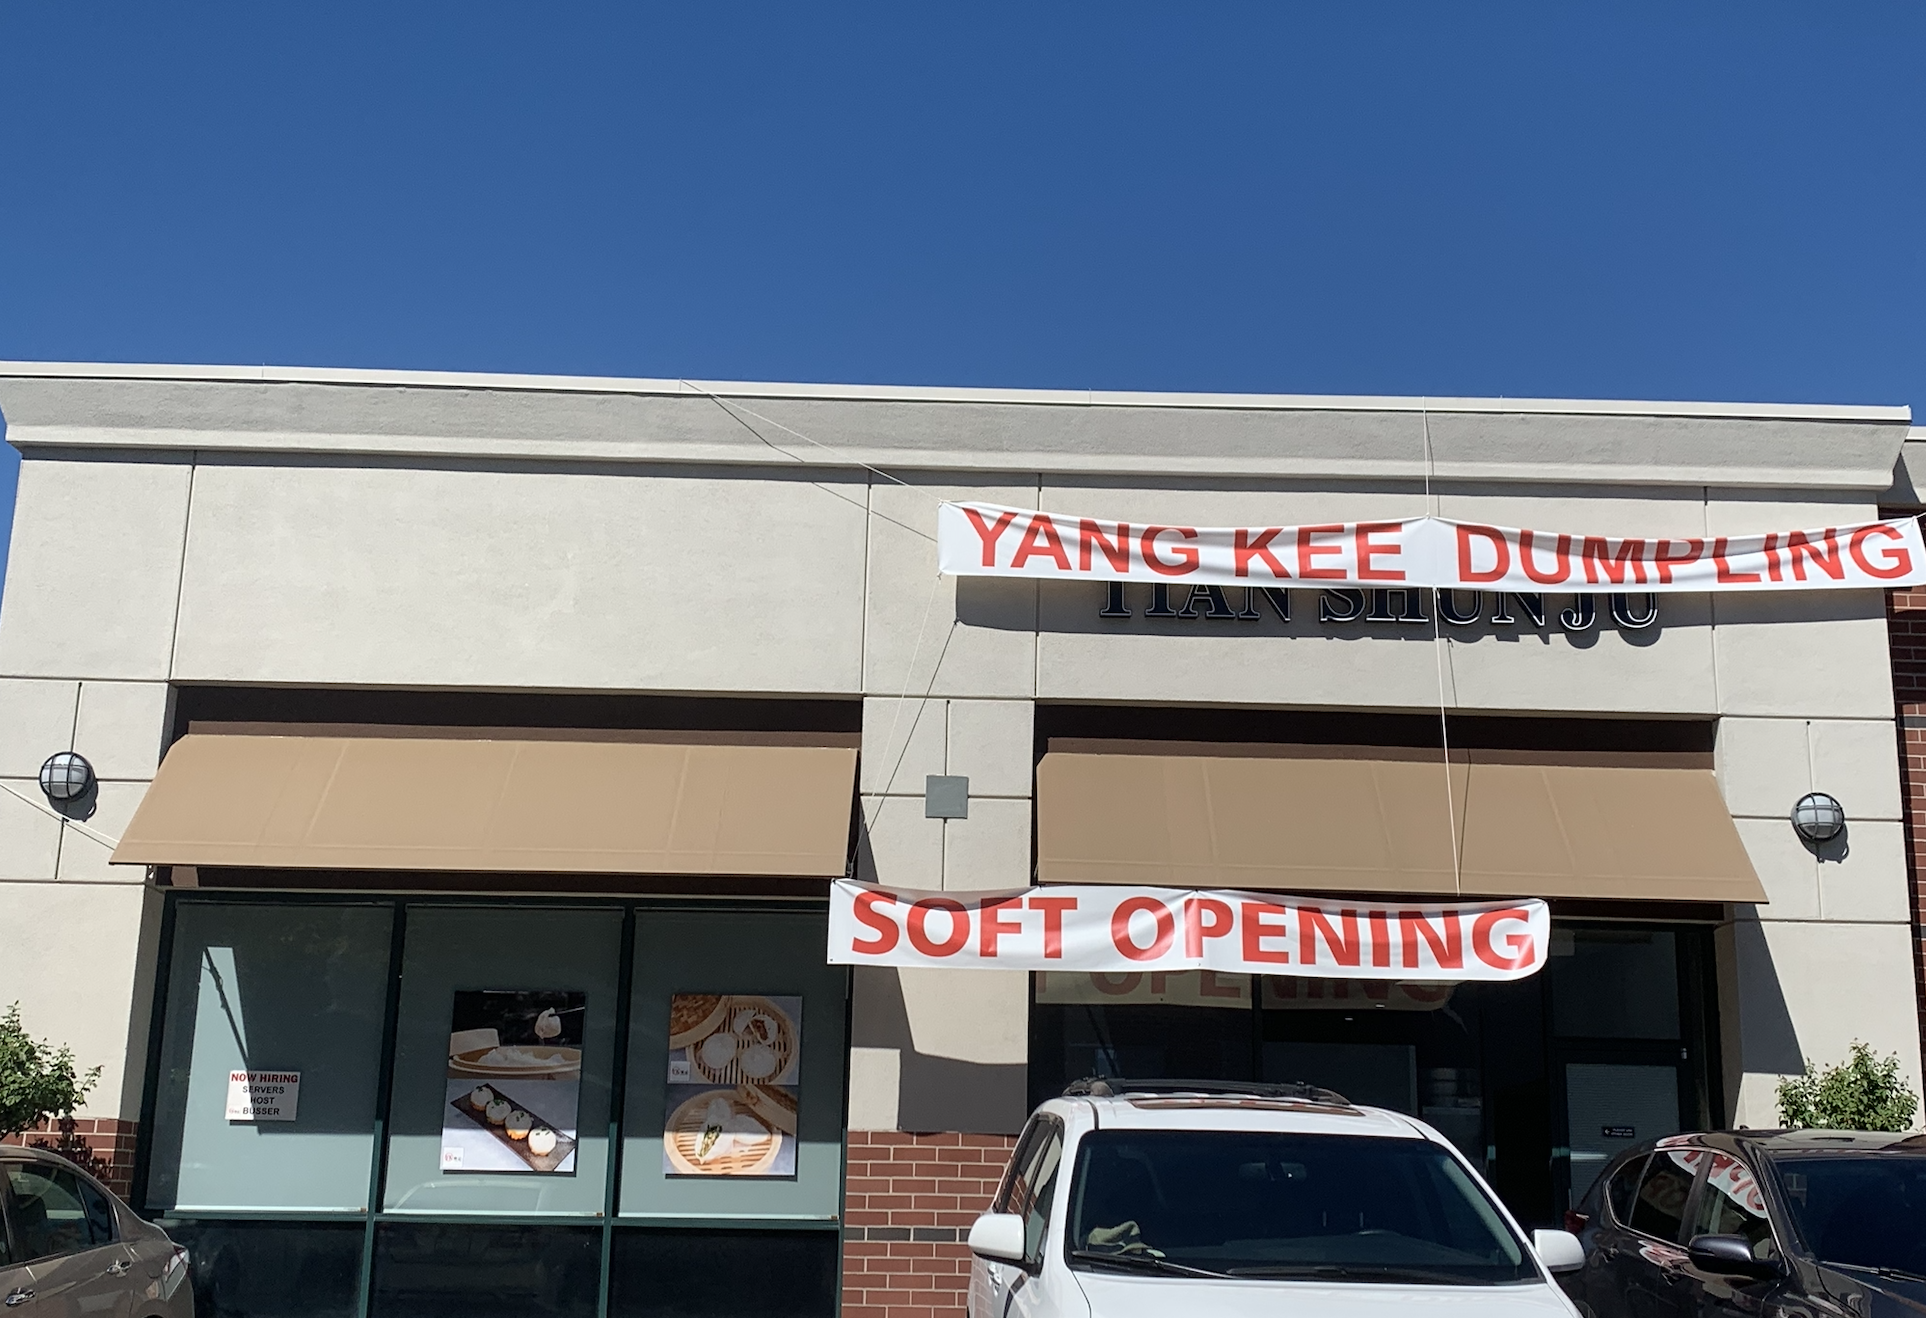 YANG KEE DUMPLING
TIAN SHUNJU
SOFT OPENING
NOW HIRING
SERVERS
HOST
BUSSER